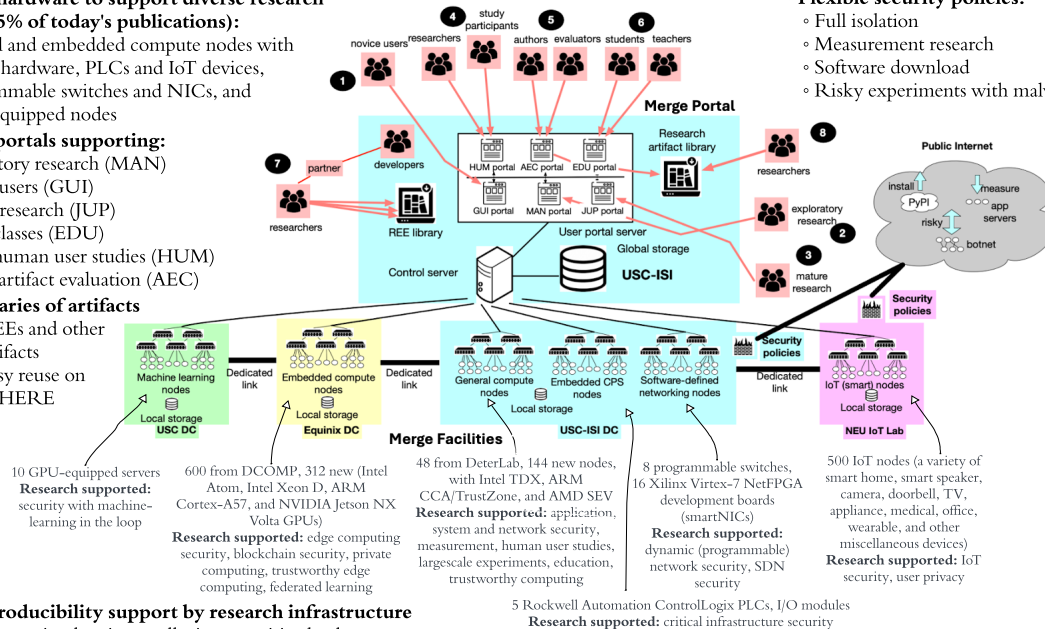 hardware to support diverse research
5% of today's publications):
and embedded compute nodes with
hardware, PLCs and IoT devices,
switches and NICs, and
equipped nodes
portals supporting:
research (MAN)
users (GUI)
research (JUP)
classes (EDU)
human user studies (HUM)
artifact evaluation (AEC)
of artifacts
and other
reuse on
Flexible security policies:
◦ Full isolation
◦ Measurement research
◦ Software download
◦ Risky experiments with
1
novice users
4
researchers
study
participants
5
authors
evaluators
6
students
teachers
Merge Portal
7
partner
developers
researchers
REE library
HUM portal
AEC portal
EDU portal
GUI portal
MAN portal
JUP portal
User portal server
Research
artifact library
8
researchers
exploratory
research
2
3
mature
research
Control server
Global storage
USC-ISI
Public Internet
install
PyPI
measure
app
servers
risky
botnet
Security
policies
Security
policies
Machine learning
nodes
Local storage
USC DC
Dedicated
link
Embedded compute
nodes
Local storage
Equinix DC
Dedicated
link
General compute
nodes
Embedded CPS
nodes
Local storage
Software-defined
networking nodes
USC-ISI DC
Dedicated
link
IoT (smart) nodes
Local storage
NEU IoT Lab
Merge Facilities
10 GPU-equipped servers
Research supported:
security with machine-
learning in the loop
600 from DCOMP, 312 new (Intel
Atom, Intel Xeon D, ARM
Cortex-A57, and NVIDIA Jetson NX
Volta GPUs)
Research supported: edge computing
security, blockchain security, private
computing, trustworthy edge
computing, federated learning
48 from DeterLab, 144 new nodes,
with Intel TDX, ARM
CCA/TrustZone, and AMD SEV
Research supported: application,
system and network security,
measurement, human user studies,
largescale experiments, education,
trustworthy computing
8 programmable switches,
16 Xilinx Virtex-7 NetFPGA
development boards
(smartNICs)
Research supported:
dynamic (programmable)
network security, SDN
security
500 IoT nodes (a variety of
smart home, smart speaker,
camera, doorbell, TV,
appliance, medical, office,
wearable, and other
miscellaneous devices)
Research supported: IoT
security, user privacy
5 Rockwell Automation ControlLogix PLCs, I/O modules
Research supported: critical infrastructure security
support by research infrastructure